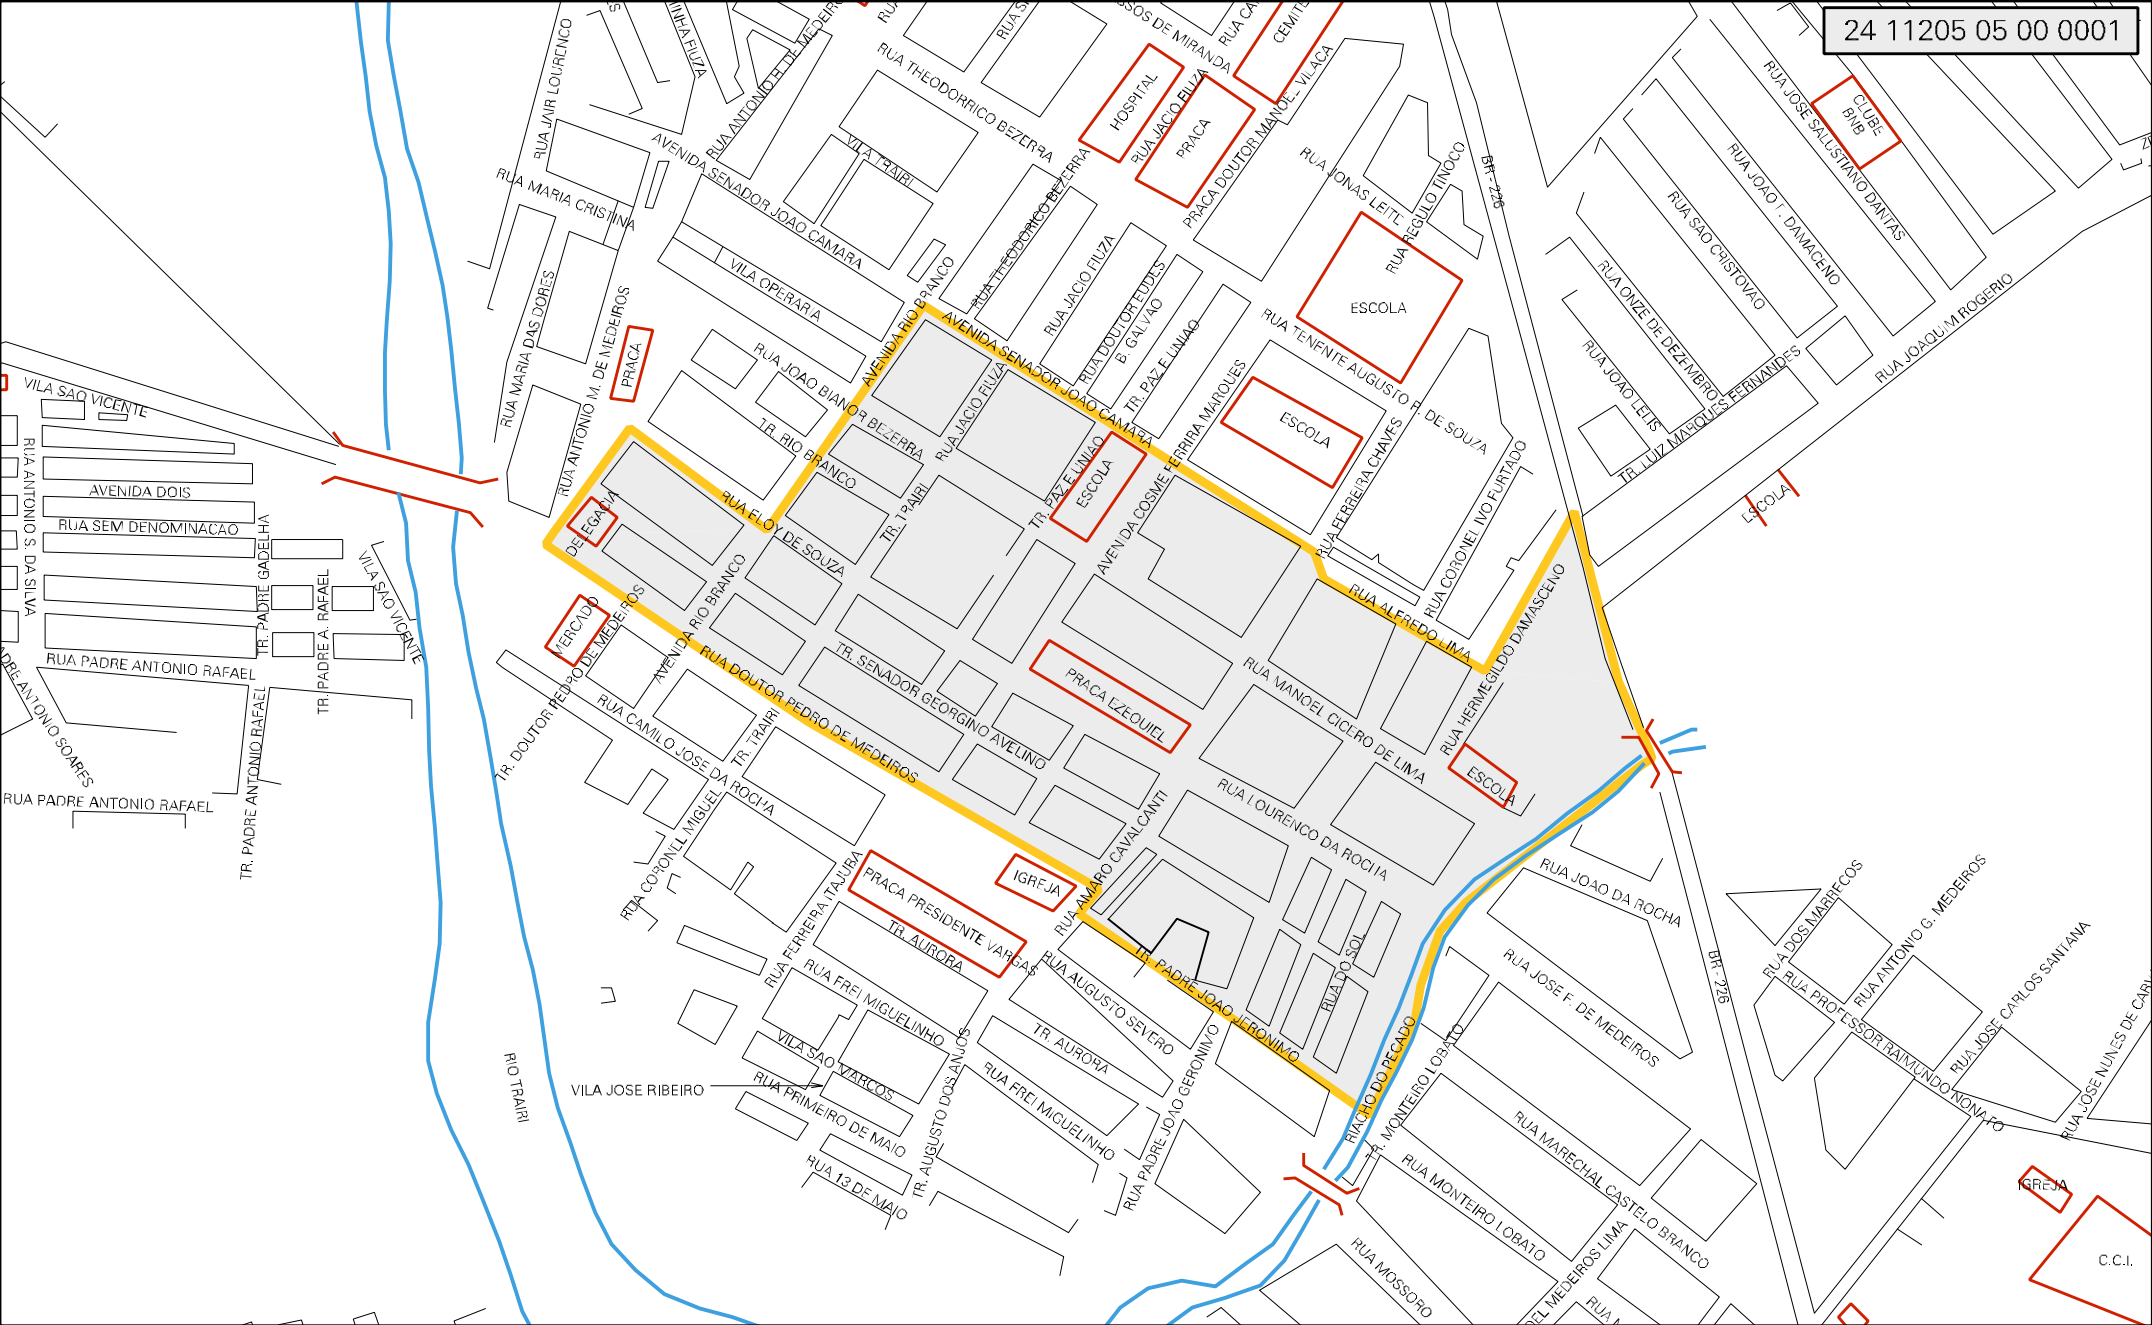 24 11205 05 00 0001
RUA JAIR LOURENCO
RUA ANTONIO H. DE MEDEIROS
RUA THEODORRICO BEZERRA
HOSPITAL
RUA JACIO FIUZA
PRACA
PRACA DOUTOR MANOEL VILACA
RUA JONAS LEITE
RUA REGULO TINOCO
BR - 226
RUA JOSE SALUSTIANO DANTAS
CLUBE
BNB
RUA JOAO F. DAMACENO
RUA SAO CRISTOVAO
RUA ONZE DE DEZEMBRO
RUA JOAO LELIS
TR. LUIZ MARQUES FERNANDES
RUA JOAQUIM ROGERIO
AVENIDA SENADOR JOAO CAMARA
VILA TRAIRI
RUA MARIA CRISTINA
RUA MARIA DAS DORES
RUA ANTONIO M. DE MEDEIROS
PRACA
VILA OPERARIA
AVENIDA RIO BRANCO
RUA THEODORICO BEZERRA
RUA JACIO FIUZA
RUA DOUTOR EUDES
B. GALVAO
TR. PAZ E UNIAO
ESCOLA
RUA TENENTE AUGUSTO F. DE SOUZA
AVENIDA SENADOR JOAO CAMARA
RUA JOAO BIANOR BEZERRA
TR. RIO BRANCO
RUA JACIO FIUZA
TR. TRAIRI
TR. PAZ E UNIAO
ESCOLA
AVENIDA COSME FERRIRA MARQUES
ESCOLA
RUA FERREIRA CHAVES
RUA CORONEL IVO FURTADO
ESCOLA
VILA SAO VICENTE
RUA ANTONIO S. DA SILVA
AVENIDA DOIS
RUA SEM DENOMINACAO
TR. PADRE GADELHA
TR. PADRE A. RAFAEL
VILA SAO VICENTE
RUA PADRE ANTONIO RAFAEL
PADRE ANTONIO SOARES
TR. PADRE ANTONIO RAFAEL
RUA PADRE ANTONIO RAFAEL
DELEGACIA
RUA ELOY DE SOUZA
MERCADO
TR. DOUTOR PEDRO DE MEDEIROS
AVENIDA RIO BRANCO
RUA DOUTOR PEDRO DE MEDEIROS
TR. SENADOR GEORGINO AVELINO
PRACA EZEQUIEL
RUA MANOEL CICERO DE LIMA
RUA ALFREDO LIMA
RUA HERMEGILDO DAMASCENO
ESCOLA
RUA LOURENCO DA ROCHA
RUA AMARO CAVALCANTI
RUA CAMILO JOSE DA ROCHA
TR. TRAIRI
RUA CORONEL MIGUEL
RUA FERREIRA ITAJUBA
PRACA PRESIDENTE VARGAS
IGREJA
TR. AURORA
RUA FREI MIGUELINHO
RUA AUGUSTO SEVERO
TR. PADRE JOAO JERONIMO
RUA DO SOL
RIACHO DO PECADO
TR. MONTEIRO LOBATO
RUA JOAO DA ROCHA
RUA JOSE F. DE MEDEIROS
BR - 226
RUA DOS MARRECOS
RUA ANTONIO G. MEDEIROS
RUA PROFESSOR RAIMUNDO NONATO
RUA JOSE CARLOS SANTANA
RUA JOSE NUNES DE
RIO TRAIRI
VILA JOSE RIBEIRO
VILA SAO MARCOS
RUA PRIMEIRO DE MAIO
RUA 13 DE MAIO
TR. AUGUSTO DOS ANJOS
TR. AURORA
RUA FREI MIGUELINHO
RUA PADRE JOAO GERONIMO
RUA MARECHAL CASTELO BRANCO
RUA MONTEIRO LOBATO
RUA MOSSORO
MEDEIROS LIMA
IGREJA
C.C.I.